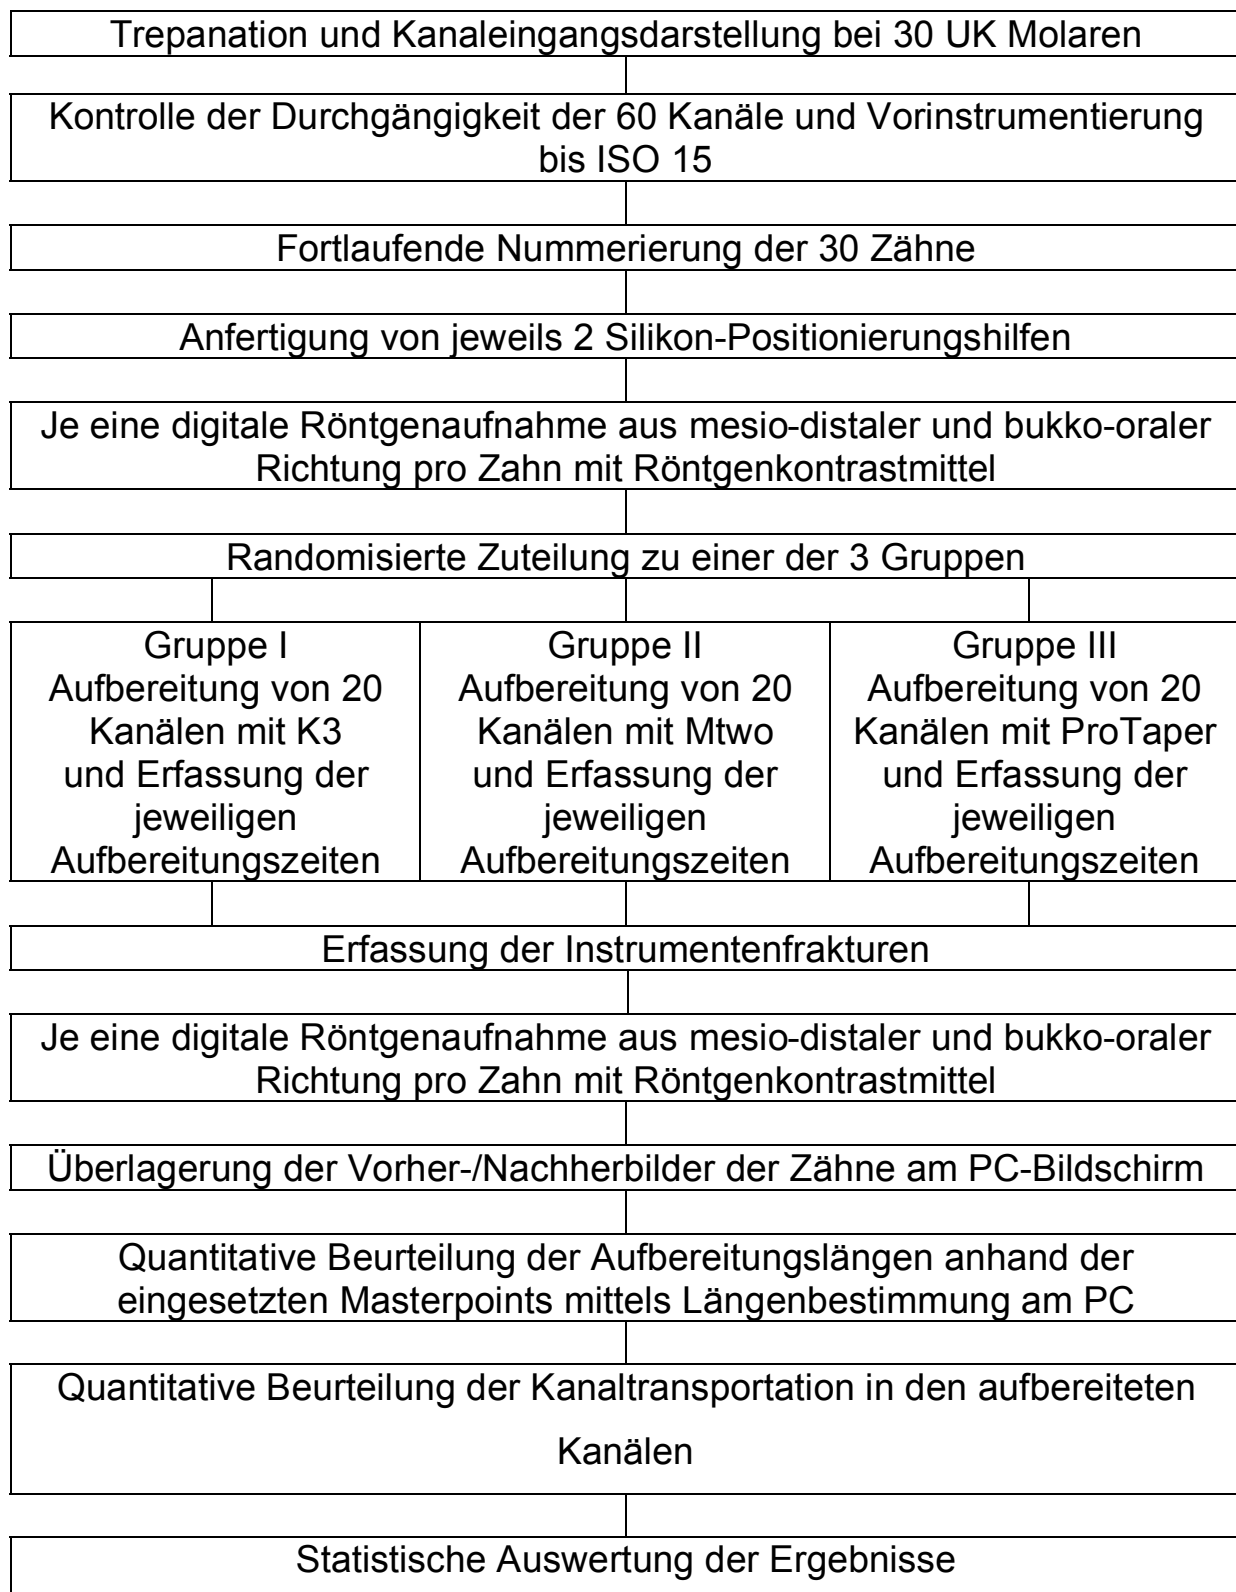 Trepanation und Kanaleingangsdarstellung bei 30 UK Molaren
Kontrolle der Durchgängigkeit der 60 Kanäle und Vorinstrumentierung
bis ISO 15
Fortlaufende Nummerierung der 30 Zähne
Anfertigung von jeweils 2 Silikon-Positionierungshilfen
Je eine digitale Röntgenaufnahme aus mesio-distaler und bukko-oraler
Richtung pro Zahn mit Röntgenkontrastmittel
Randomisierte Zuteilung zu einer der 3 Gruppen
Gruppe I
Aufbereitung von 20
Kanälen mit K3
und Erfassung der
jeweiligen
Aufbereitungszeiten
Gruppe II
Aufbereitung von 20
Kanälen mit Mtwo
und Erfassung der
jeweiligen
Aufbereitungszeiten
Gruppe III
Aufbereitung von 20
Kanälen mit ProTaper
und Erfassung der
jeweiligen
Aufbereitungszeiten
Erfassung der Instrumentenfrakturen
Je eine digitale Röntgenaufnahme aus mesio-distaler und bukko-oraler
Richtung pro Zahn mit Röntgenkontrastmittel
Überlagerung der Vorher-/Nachherbilder der Zähne am PC-Bildschirm
Quantitative Beurteilung der Aufbereitungslängen anhand der
eingesetzten Masterpoints mittels Längenbestimmung am PC
Quantitative Beurteilung der Kanaltransportation in den aufbereiteten
Kanälen
Statistische Auswertung der Ergebnisse